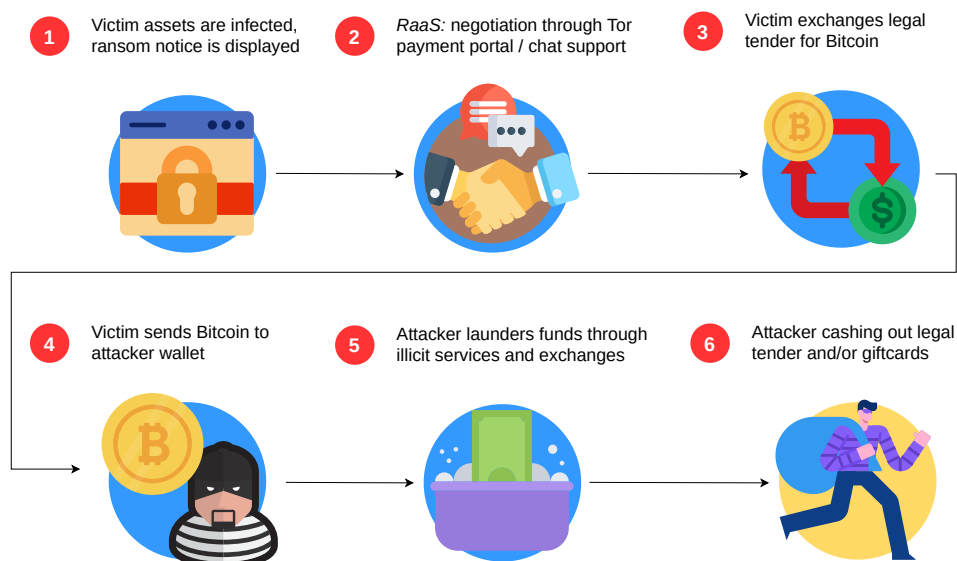 1
Victim assets are infected,
ransom notice is displayed
2
RaaS: negotiation through Tor
payment portal / chat support
3
Victim exchanges legal
tender for Bitcoin
4
Victim sends Bitcoin to
attacker wallet
5
Attacker launders funds through
illicit services and exchanges
6
Attacker cashing out legal
tender and/or giftcards